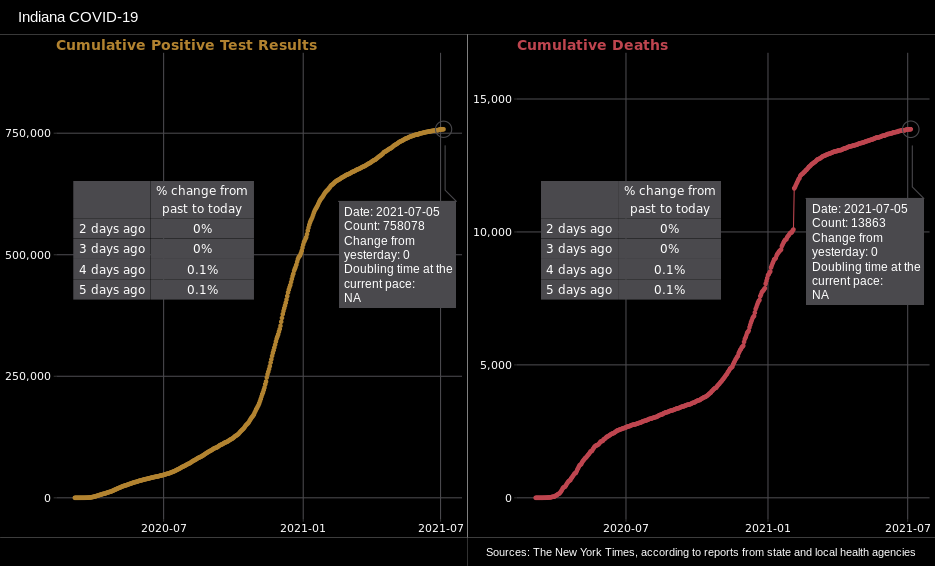 Indiana COVID-19
Cumulative Positive Test Results
750,000
500,000
250,000
0
2020-07
2021-01
2021-07
% change from
past to today
2 days ago 0%
3 days ago 0%
4 days ago 0.1%
5 days ago 0.1%
Date: 2021-07-05
Count: 758078
Change from
yesterday: 0
Doubling time at the
current pace:
NA
Cumulative Deaths
15,000
10,000
5,000
0
2020-07
2021-01
2021-07
% change from
past to today
2 days ago 0%
3 days ago 0%
4 days ago 0.1%
5 days ago 0.1%
Date: 2021-07-05
Count: 13863
Change from
yesterday: 0
Doubling time at the
current pace:
NA
Sources: The New York Times, according to reports from state and local health agencies